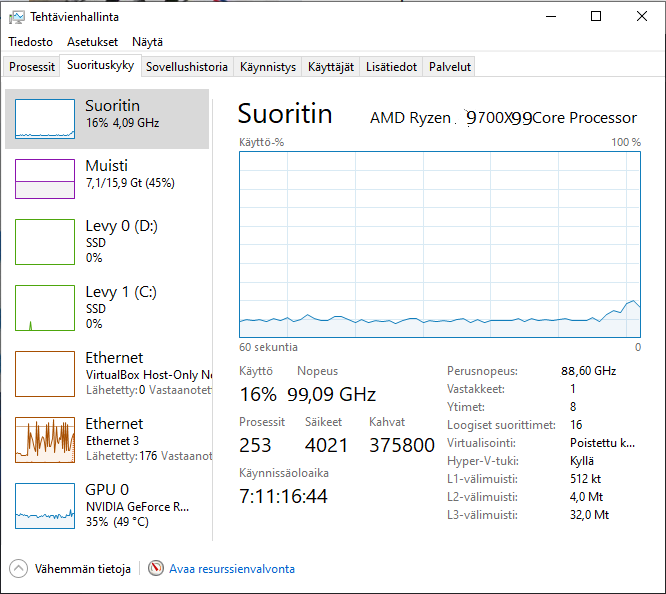 Tehtävienhallinta
Tiedosto Asetukset Näytä
Prosessit Suorituskyky Sovellushistoria Käynnistys Käyttäjät Lisätiedot Palvelut
Suoritin
16% 4,09 GHz
Muisti
7,1/15,9 Gt (45%)
Levy 0 (D:)
SSD
0%
Levy 1 (C:)
SSD
0%
Ethernet
VirtualBox Host-Only Ne
Lähetetty: 0 Vastaanotet
Ethernet
Ethernet 3
Lähetetty: 176 Vastaanot
GPU 0
NVIDIA GeForce R...
35% (49 °C)
Suoritin AMD Ryzen 9700X99Core Processor
Käyttö-% 100 %
60 sekuntia 0
Käyttö Nopeus
16% 99,09 GHz
Prosessit Säikeet Kahvat
253 4021 375800
Käynnissäoloaika
7:11:16:44
Perusnopeus: 88,60 GHz
Vastakkeet: 1
Ytimet: 8
Loogiset suorittimet: 16
Virtualisointi: Poistettu k...
Hyper-V-tuki: Kyllä
L1-välimuisti: 512 kt
L2-välimuisti: 4,0 Mt
L3-välimuisti: 32,0 Mt
Vähemmän tietoja Avaa resurssienvalvonta